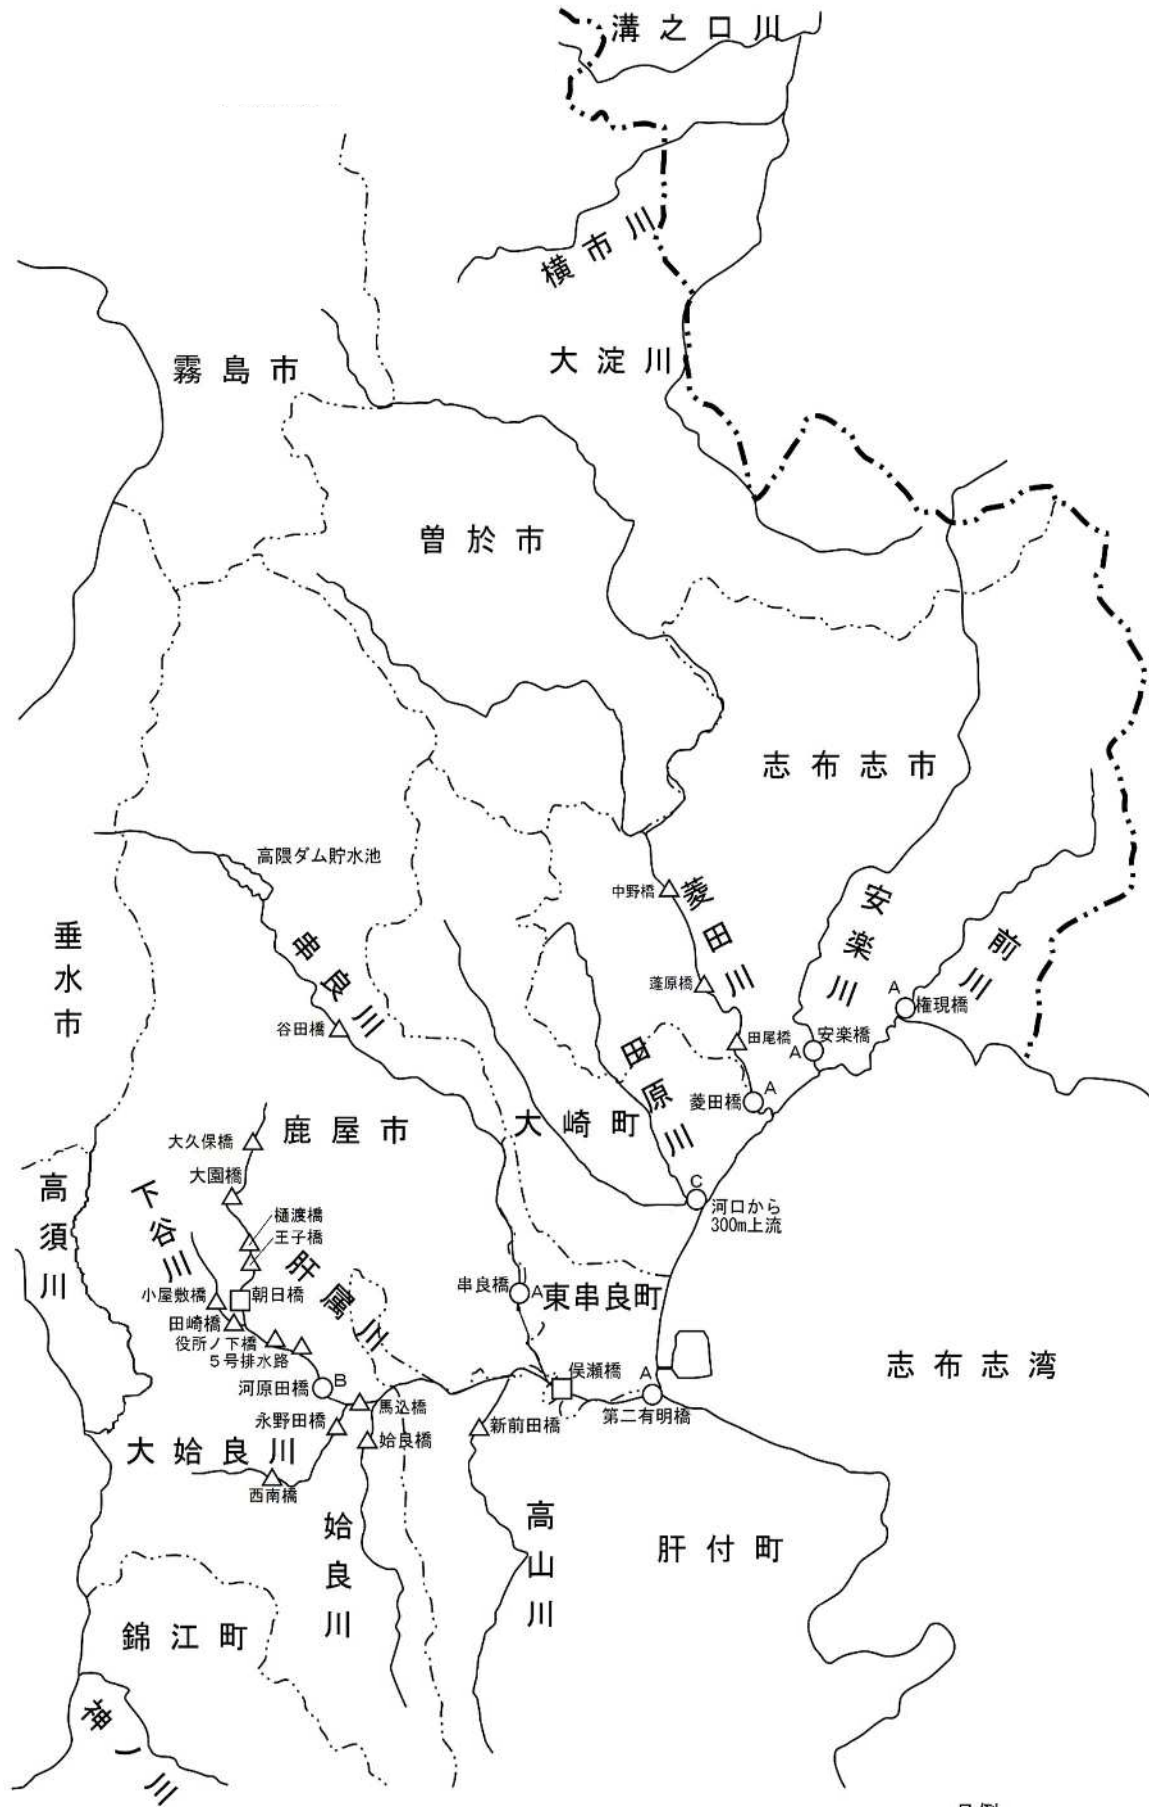 溝之口川
横市川
大淀川
霧島市
曽於市
志布志市
高隈ダム貯水池
中野橋
菱田川
安楽川
前川
垂水市
串良川
蓬原橋
A
権現橋
谷田橋
田原川
田尾橋
安楽橋
A
菱田橋
A
大崎町
鹿屋市
大久保橋
大園橋
高須川
下谷川
樋渡橋
王子橋
C
河口から
300m上流
肝属川
串良橋
A
東串良町
小屋敷橋
朝日橋
田崎橋
役所ノ下橋
5号排水路
志布志湾
河原田橋
B
俣瀬橋
A
馬込橋
第二有明橋
永野田橋
姶良橋
新前田橋
大姶良川
西南橋
姶良川
高山川
肝付町
錦江町
神ノ川